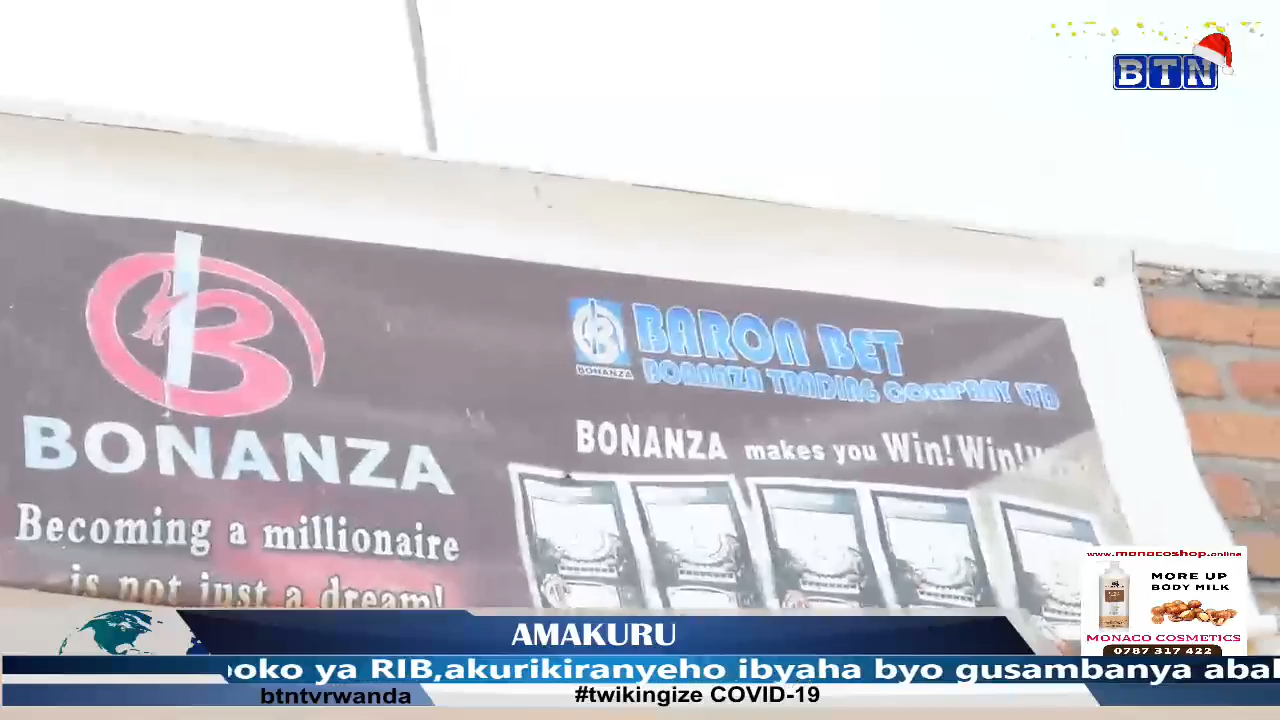 BTN
BONANZA
Becoming a millionaire
is not just a dream!
BONANZA
BARON BET
BONANZA TRADING COMPANY LTD
BONANZA makes you Win! Win!
www.monacoshop.online
MORE UP
BODY MILK
MONACO COSMETICS
0787 317 422
AMAKURU
ya RIB,akurikiranyeho ibyaha byo gusambanya
btntvrwanda
#twikingize COVID-19